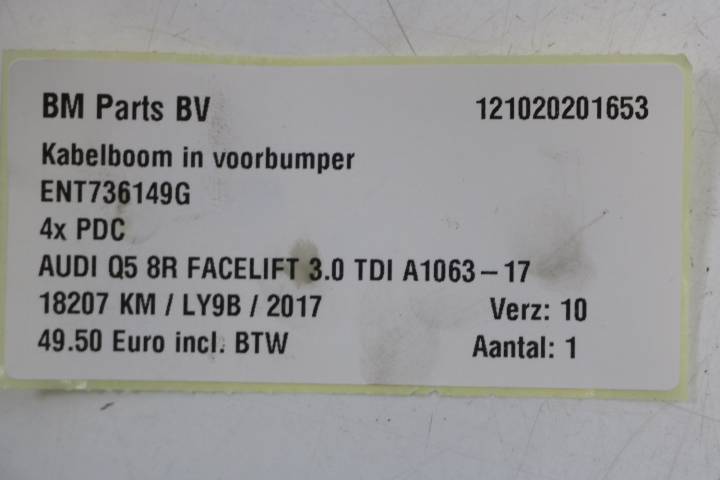 BM Parts BV 121020201653
Kabelboom in voorbumper
ENT736149G
4x PDC
AUDI Q5 8R FACELIFT 3.0 TDI A1063-17
18207 KM / LY9B / 2017 Verz: 10
49.50 Euro incl. BTW Aantal: 1